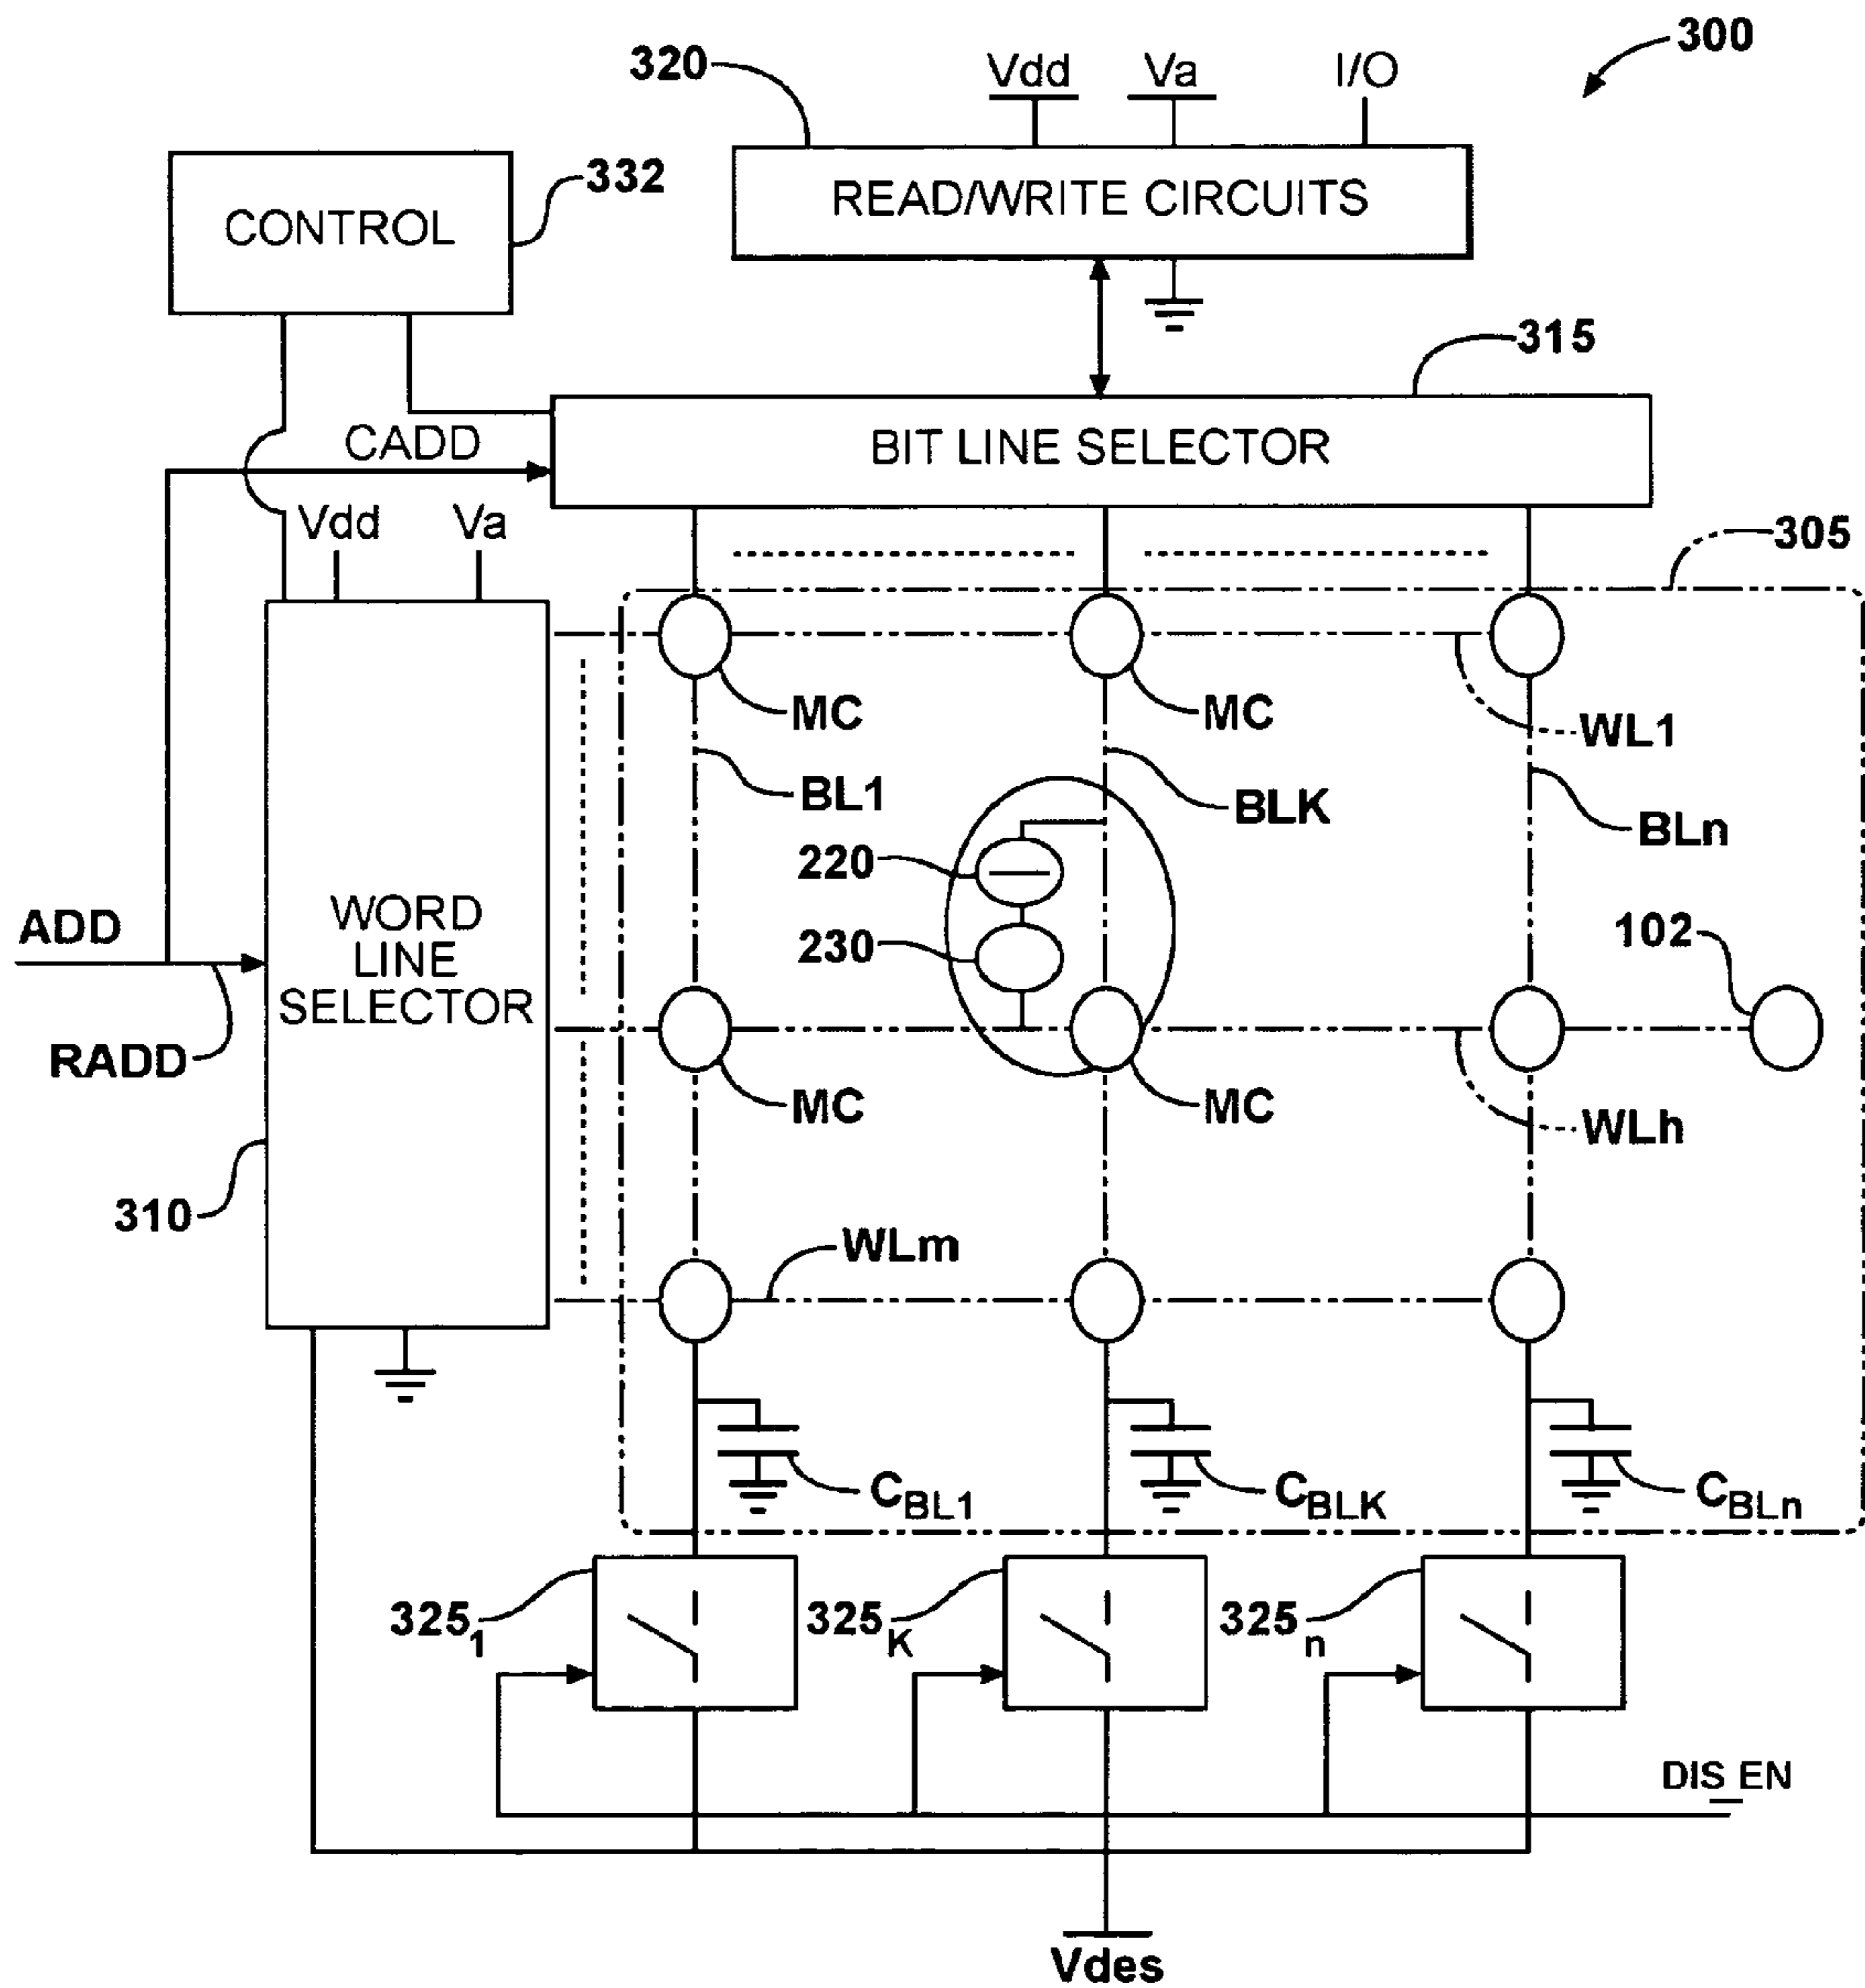 300
320
Vdd
Va
I/O
332
CONTROL
READ/WRITE CIRCUITS
315
CADD
BIT LINE SELECTOR
Vdd
Va
305
MC
MC
WL1
BL1
BLK
BLn
220
ADD
WORD
LINE
SELECTOR
230
102
RADD
MC
MC
WLh
310
WLm
CBL1
CBLK
CBLn
3251
325K
325n
DIS_EN
Vdes